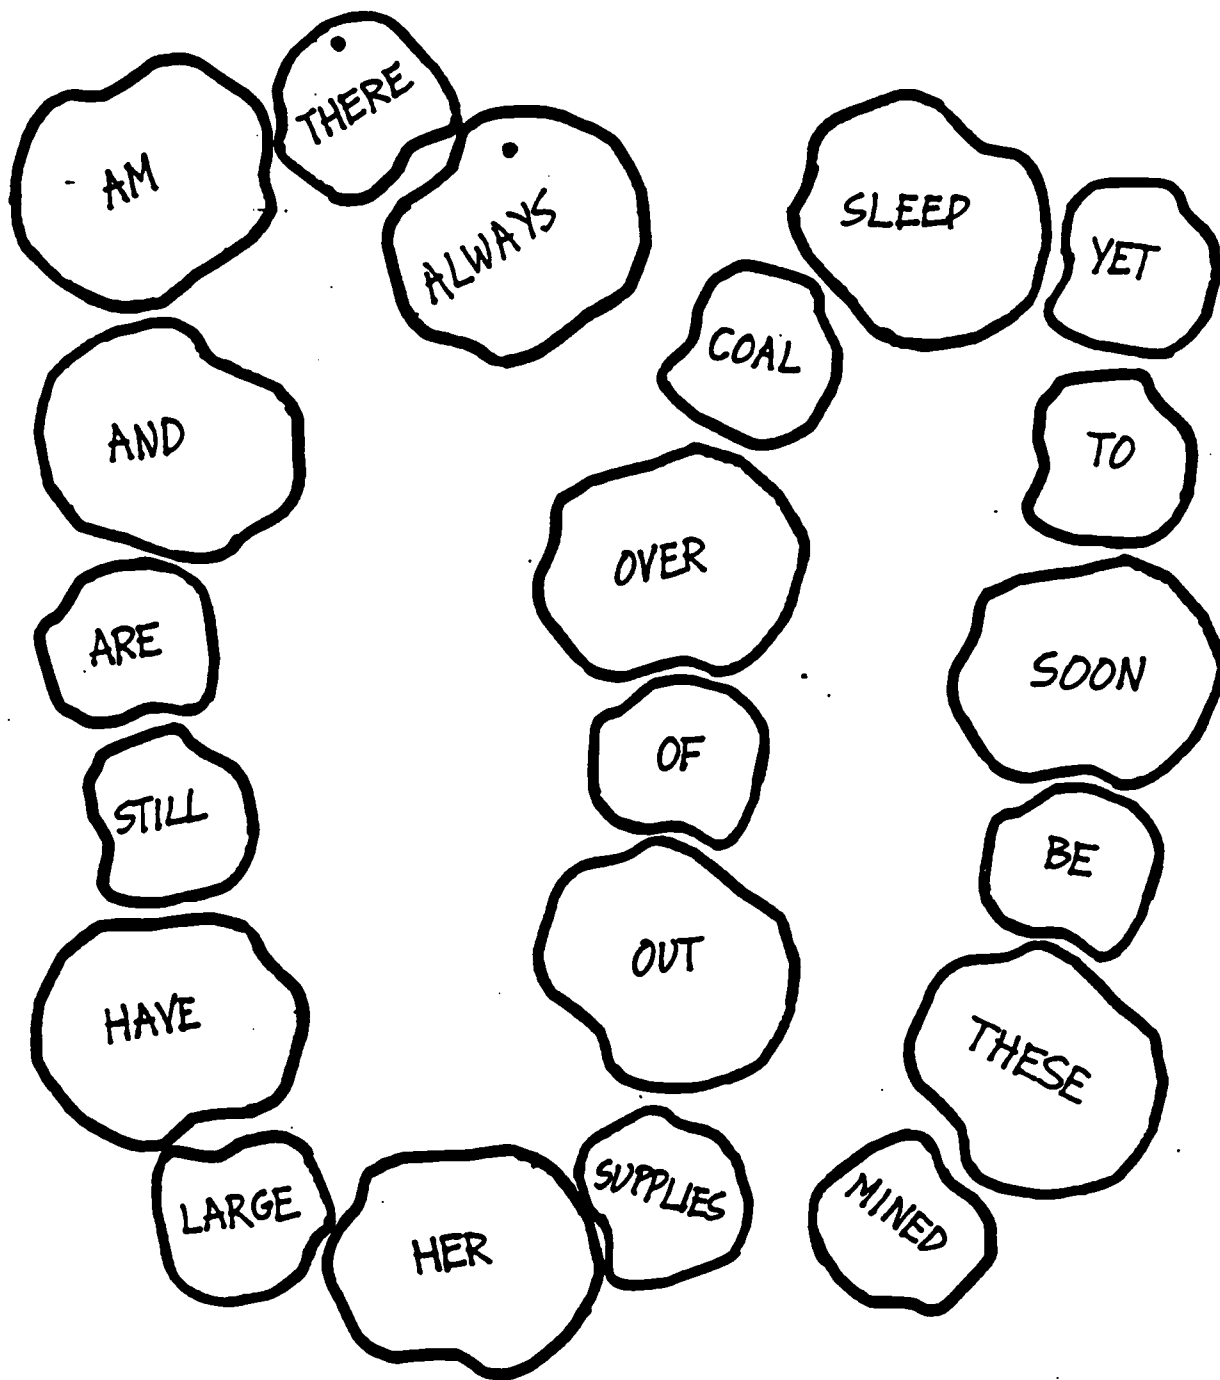 THERE
ALWAYS
AM
AND
ARE
STILL
HAVE
LARGE
HER
SUPPLIES
OUT
OF
OVER
COAL
SLEEP
YET
TO
SOON
BE
THESE
MINED